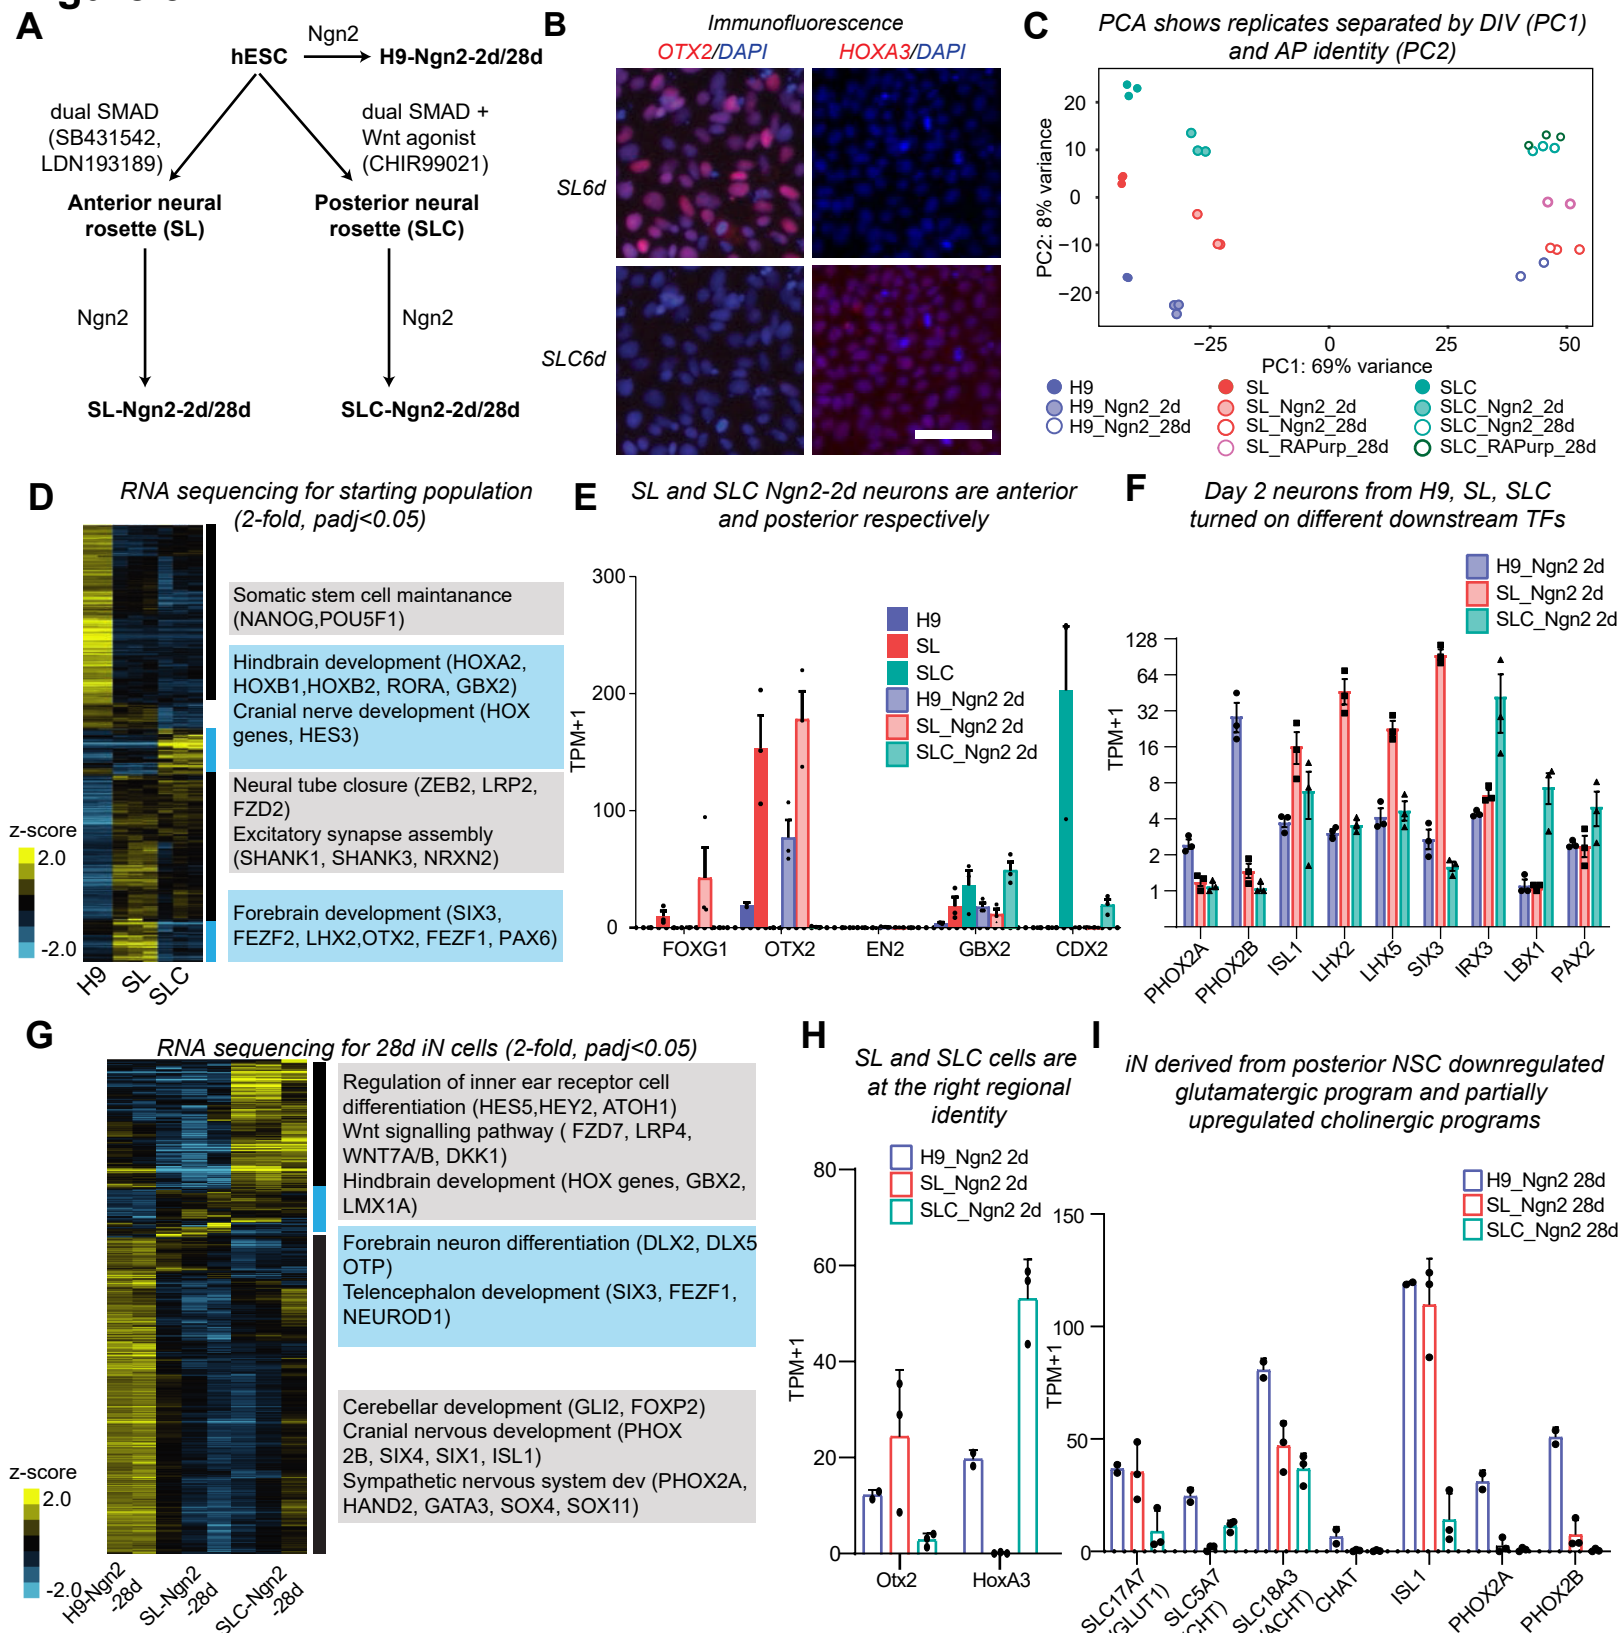 A
hESC
Ngn2
H9-Ngn2-2d/28d
dual SMAD
(SB431542,
LDN193189)
dual SMAD +
Wnt agonist
(CHIR99021)
Anterior neural
rosette (SL)
Posterior neural
rosette (SLC)
Ngn2
Ngn2
SL-Ngn2-2d/28d
SLC-Ngn2-2d/28d
B
Immunofluorescence
OTX2/DAPI
HOXA3/DAPI
SL6d
SLC6d
C
PCA shows replicates separated by DIV (PC1)
and AP identity (PC2)
PC2: 8% variance
20
10
0
−10
−20
−25
0
25
50
PC1: 69% variance
H9
H9_Ngn2_2d
H9_Ngn2_28d
SL
SL_Ngn2_2d
SL_Ngn2_28d
SL_RAPurp_28d
SLC
SLC_Ngn2_2d
SLC_Ngn2_28d
SLC_RAPurp_28d
D
RNA sequencing for starting population
(2-fold, padj<0.05)
Somatic stem cell maintanance
(NANOG,POU5F1)
Hindbrain development (HOXA2,
HOXB1,HOXB2, RORA, GBX2)
Cranial nerve development (HOX
genes, HES3)
Neural tube closure (ZEB2, LRP2,
FZD2)
Excitatory synapse assembly
(SHANK1, SHANK3, NRXN2)
Forebrain development (SIX3,
FEZF2, LHX2,OTX2, FEZF1, PAX6)
z-score
2.0
-2.0
H9
SL
SLC
E
SL and SLC Ngn2-2d neurons are anterior
and posterior respectively
TPM+1
300
200
100
0
H9
SL
SLC
H9_Ngn2 2d
SL_Ngn2 2d
SLC_Ngn2 2d
FOXG1
OTX2
EN2
GBX2
CDX2
F
Day 2 neurons from H9, SL, SLC
turned on different downstream TFs
H9_Ngn2 2d
SL_Ngn2 2d
SLC_Ngn2 2d
TPM+1
128
64
32
16
8
4
2
1
PHOX2A
PHOX2B
ISL1
LHX2
LHX5
SIX3
IRX3
LBX1
PAX2
G
RNA sequencing for 28d iN cells (2-fold, padj<0.05)
Regulation of inner ear receptor cell
differentiation (HES5,HEY2, ATOH1)
Wnt signalling pathway ( FZD7, LRP4,
WNT7A/B, DKK1)
Hindbrain development (HOX genes, GBX2,
LMX1A)
Forebrain neuron differentiation (DLX2, DLX5
OTP)
Telencephalon development (SIX3, FEZF1,
NEUROD1)
Cerebellar development (GLI2, FOXP2)
Cranial nervous development (PHOX
2B, SIX4, SIX1, ISL1)
Sympathetic nervous system dev (PHOX2A,
HAND2, GATA3, SOX4, SOX11)
z-score
2.0
-2.0
H9-Ngn2
-28d
SL-Ngn2
-28d
SLC-Ngn2
-28d
H
SL and SLC cells are
at the right regional
identity
H9_Ngn2 2d
SL_Ngn2 2d
SLC_Ngn2 2d
TPM+1
80
60
40
20
0
Otx2
HoxA3
I
iN derived from posterior NSC downregulated
glutamatergic program and partially
upregulated cholinergic programs
H9_Ngn2 28d
SL_Ngn2 28d
SLC_Ngn2 28d
TPM+1
150
100
50
0
SLC17A7
SLC5A7
SLC18A3
CHAT
ISL1
PHOX2A
PHOX2B